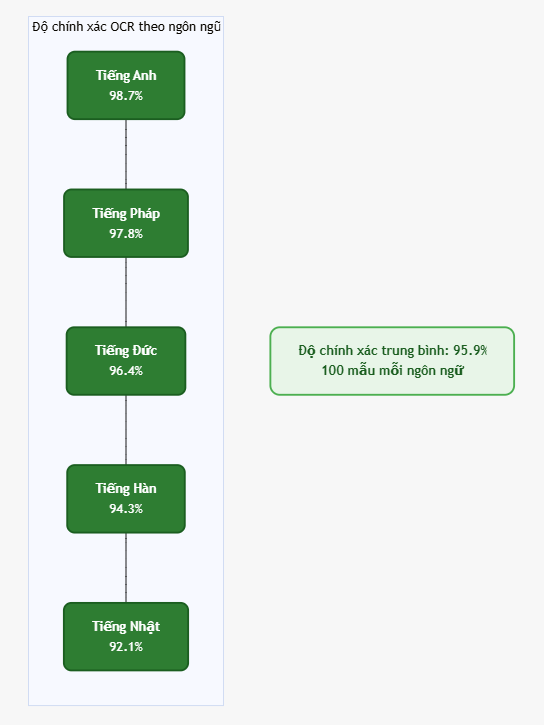 Độ chính xác OCR theo ngôn ngữ
Tiếng Anh
98.7%
Tiếng Pháp
97.8%
Tiếng Đức
96.4%
Tiếng Hàn
94.3%
Tiếng Nhật
92.1%
Độ chính xác trung bình: 95.9%
100 mẫu mỗi ngôn ngữ